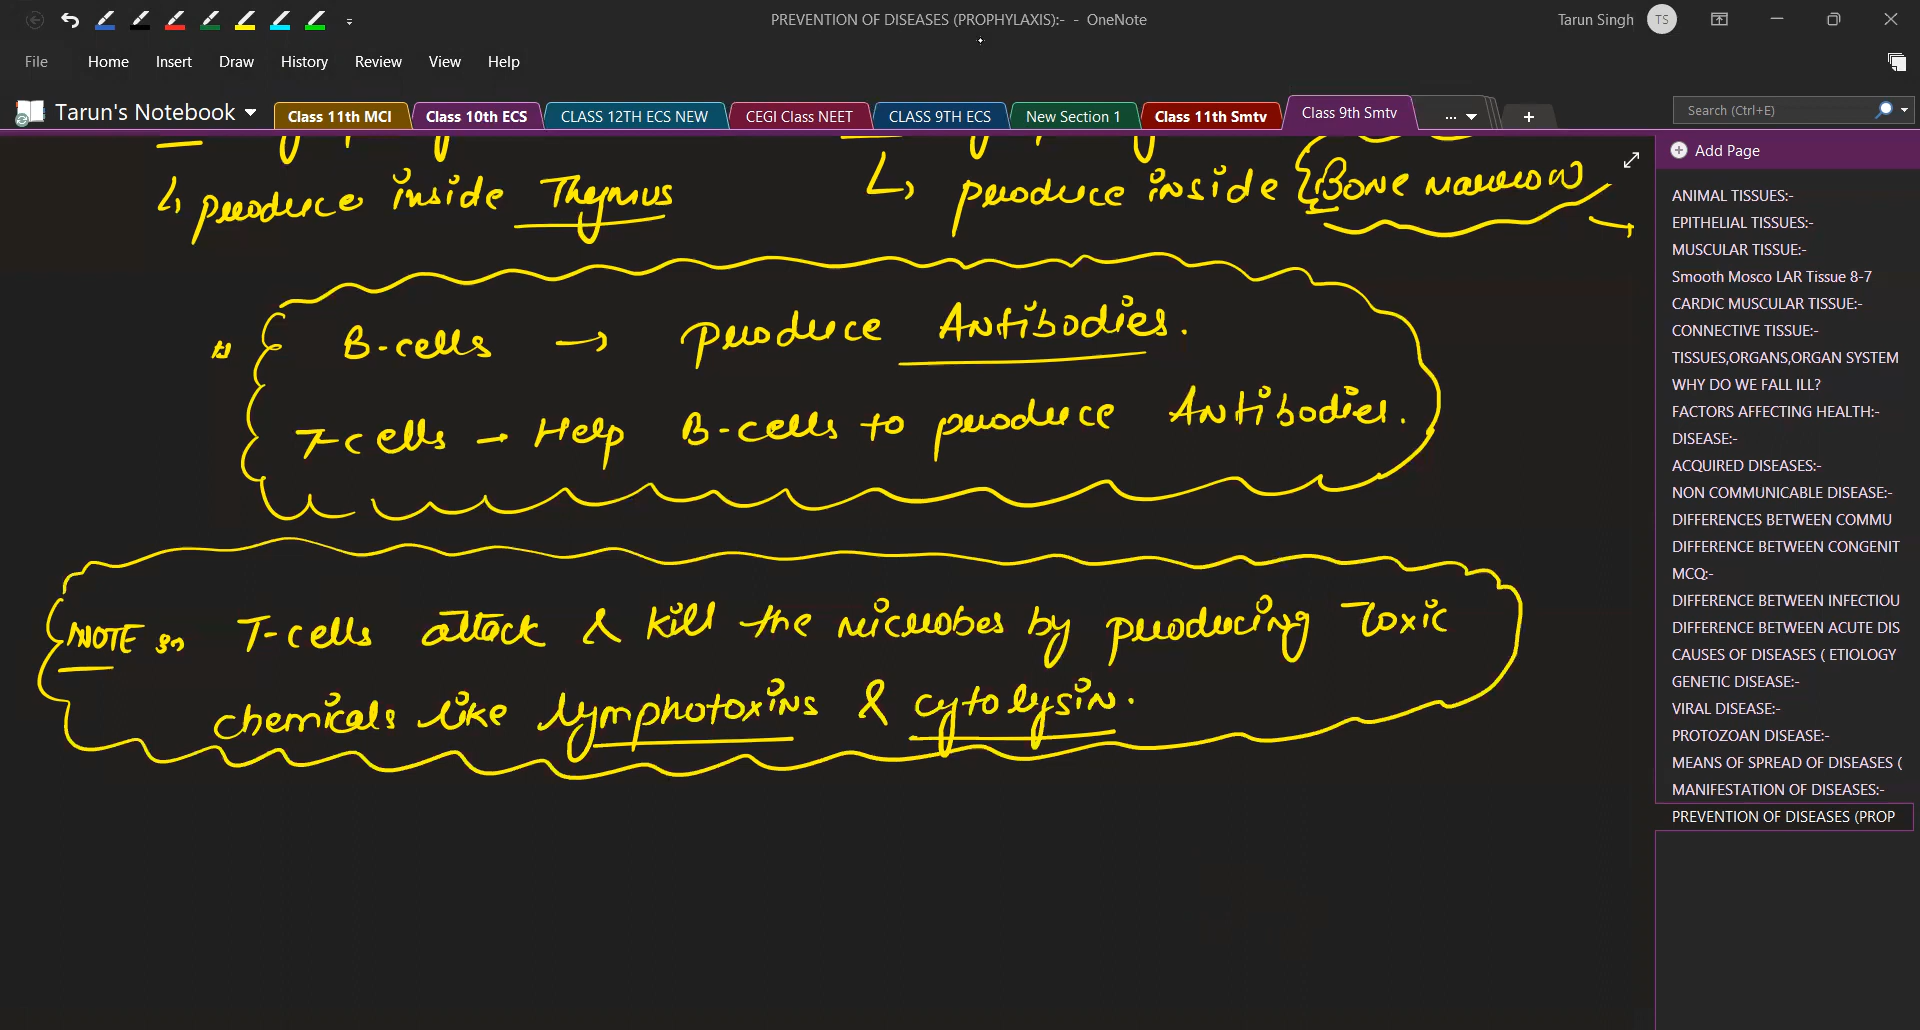 PREVENTION OF DISEASES (PROPHYLAXIS):- - OneNote
Tarun Singh TS
File Home Insert Draw History Review View Help
Tarun's Notebook Class 11th MCI Class 10th ECS CLASS 12TH ECS NEW CEGI Class NEET CLASS 9TH ECS New Section 1 Class 11th Smtv Class 9th Smtv ... + Search (Ctrl+E)
produce inside Thymus
produce inside {Bone marrow
B-cells → produce Antibodies.
T-cells → Help B-cells to produce Antibodies.
NOTE :→ T-cells attack & kill the microbes by producing Toxic
chemicals like lymphotoxins & cytolysin.
Add Page
ANIMAL TISSUES:-
EPITHELIAL TISSUES:-
MUSCULAR TISSUE:-
Smooth Mosco LAR Tissue 8-7
CARDIC MUSCULAR TISSUE:-
CONNECTIVE TISSUE:-
TISSUES,ORGANS,ORGAN SYSTEM
WHY DO WE FALL ILL?
FACTORS AFFECTING HEALTH:-
DISEASE:-
ACQUIRED DISEASES:-
NON COMMUNICABLE DISEASE:-
DIFFERENCES BETWEEN COMMU
DIFFERENCE BETWEEN CONGENIT
MCQ:-
DIFFERENCE BETWEEN INFECTIOU
DIFFERENCE BETWEEN ACUTE DIS
CAUSES OF DISEASES ( ETIOLOGY
GENETIC DISEASE:-
VIRAL DISEASE:-
PROTOZOAN DISEASE:-
MEANS OF SPREAD OF DISEASES (
MANIFESTATION OF DISEASES:-
PREVENTION OF DISEASES (PROP